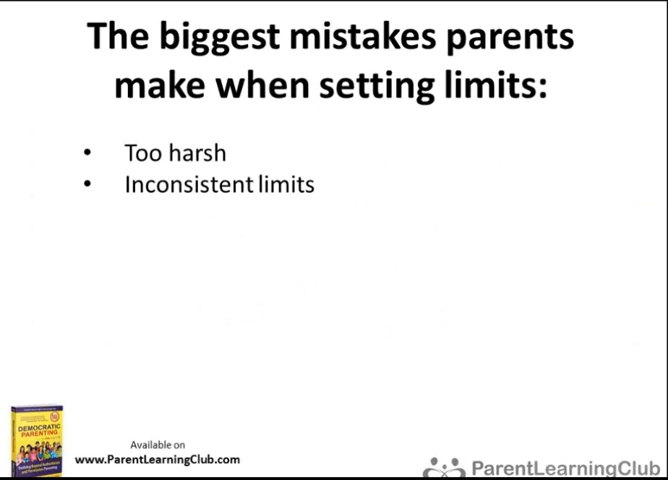 The biggest mistakes parents
make when setting limits:
• Too harsh
• Inconsistent limits
DEMOCRATIC
PARENTING
Available on
www.ParentLearningClub.com
ParentLearningClub